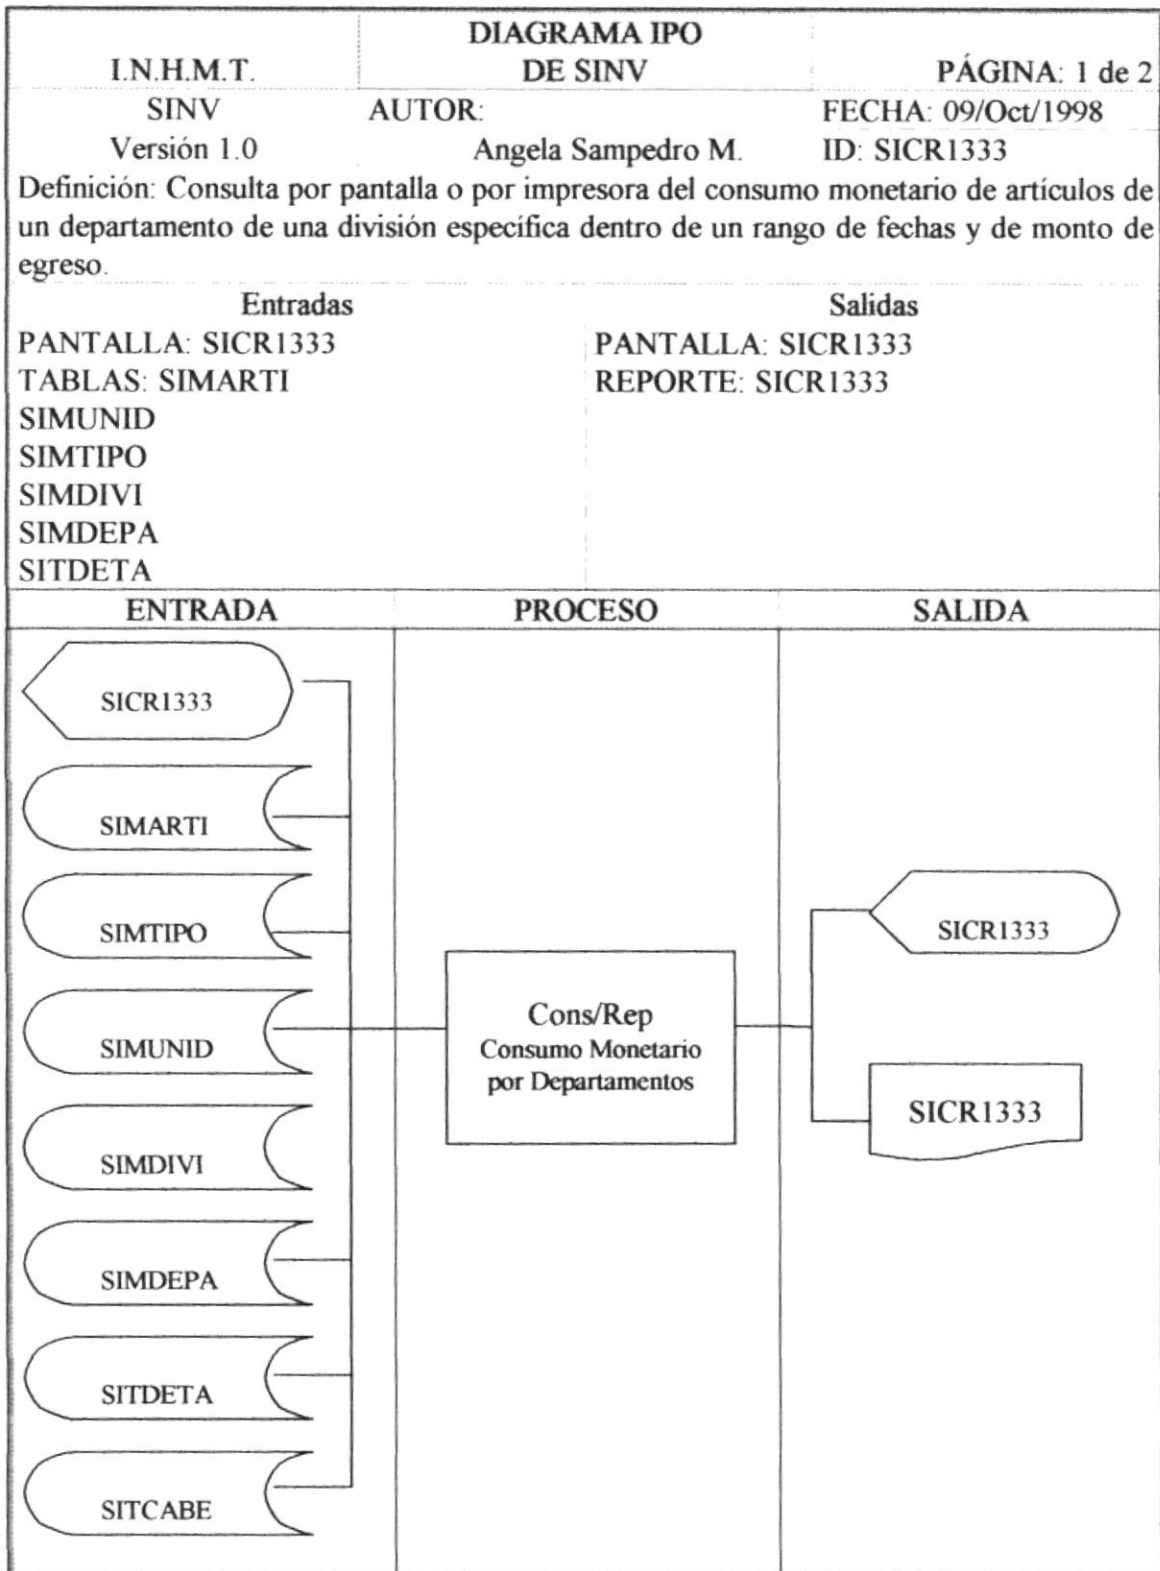 DIAGRAMA IPO
I.N.H.M.T. DE SINV PÁGINA: 1 de 2
SINV AUTOR: FECHA: 09/Oct/1998
Versión 1.0 Angela Sampedro M. ID: SICR1333
Definición: Consulta por pantalla o por impresora del consumo monetario de artículos de
un departamento de una división específica dentro de un rango de fechas y de monto de
egreso.
Entradas Salidas
PANTALLA: SICR1333 PANTALLA: SICR1333
TABLAS: SIMARTI REPORTE: SICR1333
SIMUNID
SIMTIPO
SIMDIVI
SIMDEPA
SITDETA
ENTRADA PROCESO SALIDA
SICR1333
SIMARTI
SIMTIPO
SIMUNID
SIMDIVI
SIMDEPA
SITDETA
SITCABE
Cons/Rep
Consumo Monetario
por Departamentos
SICR1333
SICR1333